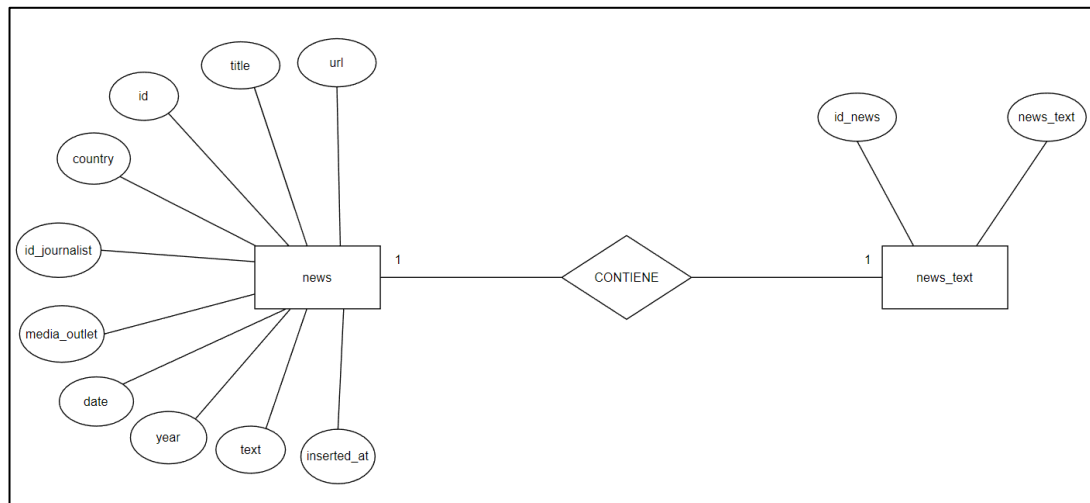 url
title
id
country
id_journalist
media_outlet
date
year
text
inserted_at
news
1
CONTIENE
1
id_news
news_text
news_text